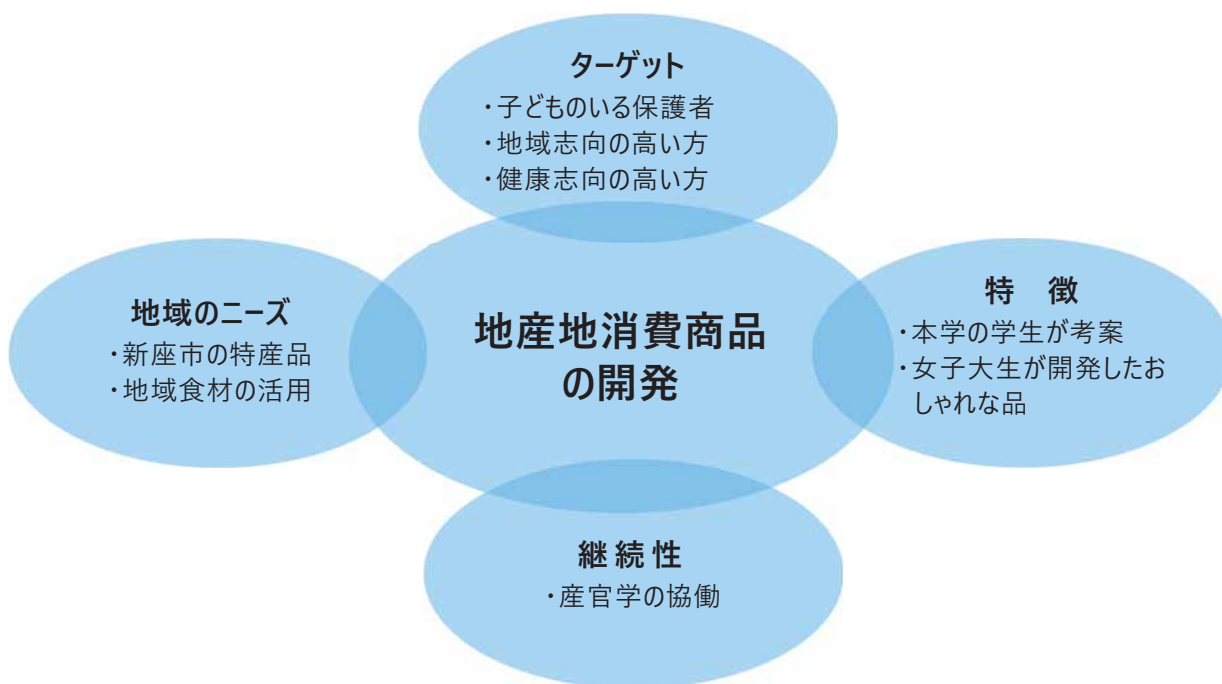 ターゲット
・子どものいる保護者
・地域志向の高い方
・健康志向の高い方
地域のニーズ
・新座市の特産品
・地域食材の活用
地産地消費商品
の開発
特　徴
・本学の学生が考案
・女子大生が開発したお
しゃれな品
継続性
・産官学の協働